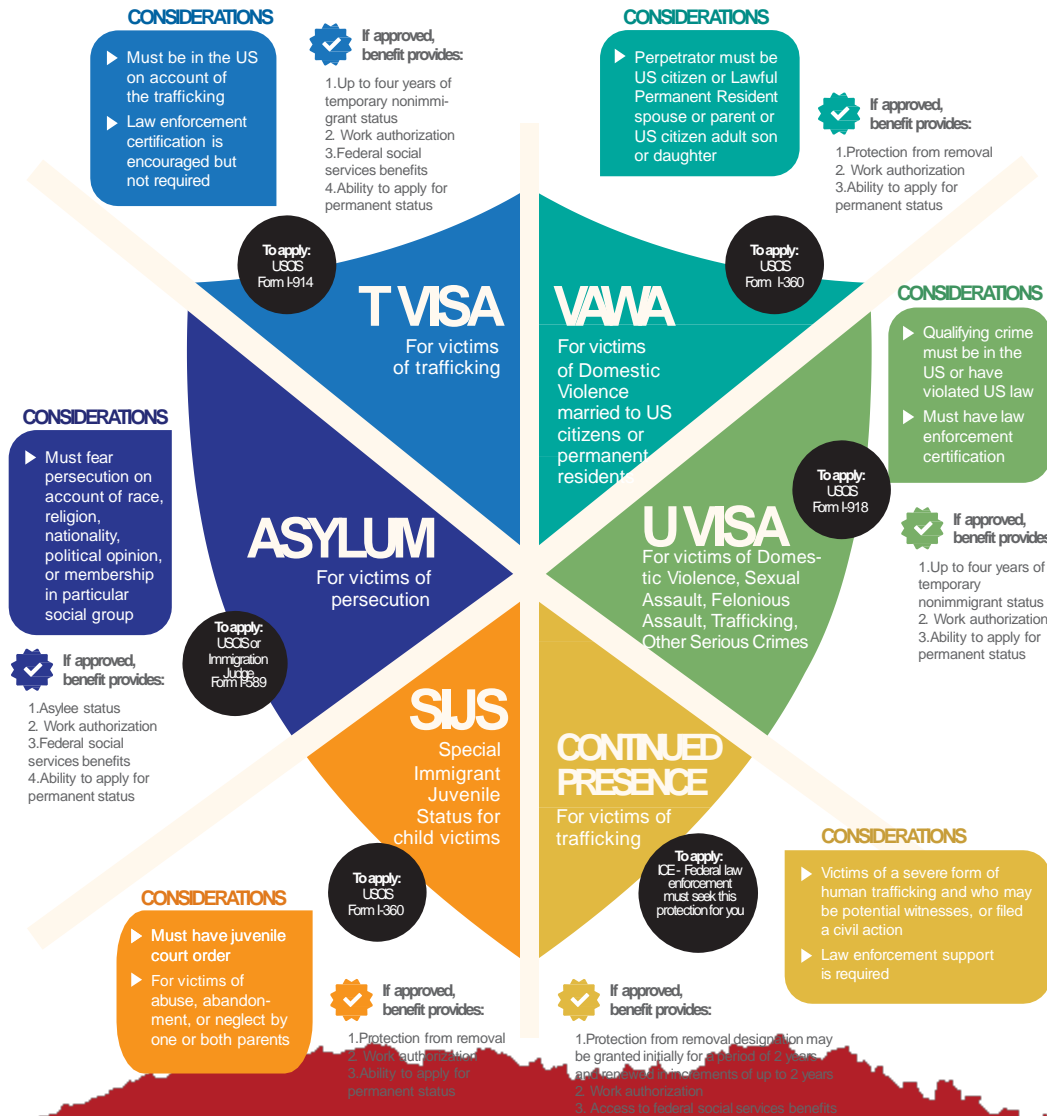 CONSIDERATIONS
Must be in the US
on account of
the trafficking
Law enforcement
certification is
encouraged but
not required
If approved,
benefit provides:
1.Up to four years of
temporary nonimmi-
grant status
2. Work authorization
3.Federal social
services benefits
4.Ability to apply for
permanent status
To apply:
USCIS
Form I-914
T VISA
For victims
of trafficking
CONSIDERATIONS
Perpetrator must be
US citizen or Lawful
Permanent Resident
spouse or parent or
US citizen adult son
or daughter
If approved,
benefit provides:
1.Protection from removal
2. Work authorization
3.Ability to apply for
permanent status
To apply:
USCIS
Form I-360
VAWA
For victims
of Domestic
Violence
married to US
citizens or
permanent
residents
CONSIDERATIONS
Qualifying crime
must be in the
US or have
violated US law
Must have law
enforcement
certification
To apply:
USCIS
Form I-918
If approved,
benefit provides
1.Up to four years of
temporary
nonimmigrant status
2. Work authorization
3.Ability to apply for
permanent status
U VISA
For victims of Domes-
tic Violence, Sexual
Assault, Felonious
Assault, Trafficking,
Other Serious Crimes
CONSIDERATIONS
Must fear
persecution on
account of race,
religion,
nationality,
political opinion,
or membership
in particular
social group
ASYLUM
For victims of
persecution
To apply:
USCIS or
Immigration
Judge
Form I-589
If approved,
benefit provides:
1.Asylee status
2. Work authorization
3.Federal social
services benefits
4.Ability to apply for
permanent status
SIJS
Special
Immigrant
Juvenile
Status for
child victims
To apply:
USCIS
Form I-360
CONSIDERATIONS
Must have juvenile
court order
For victims of
abuse, abandon-
ment, or neglect by
one or both parents
If approved,
benefit provides:
1.Protection from removal
2. Work authorization
3.Ability to apply for
permanent status
CONTINUED
PRESENCE
For victims of
trafficking
To apply:
ICE - Federal law
enforcement
must seek this
protection for you
CONSIDERATIONS
Victims of a severe form of
human trafficking and who may
be potential witnesses, or filed
a civil action
Law enforcement support
is required
If approved,
benefit provides:
1.Protection from removal designation may
be granted initially for a period of 2 years
and renewed in increments of up to 2 years
2. Work authorization
3. Access to federal social services benefits